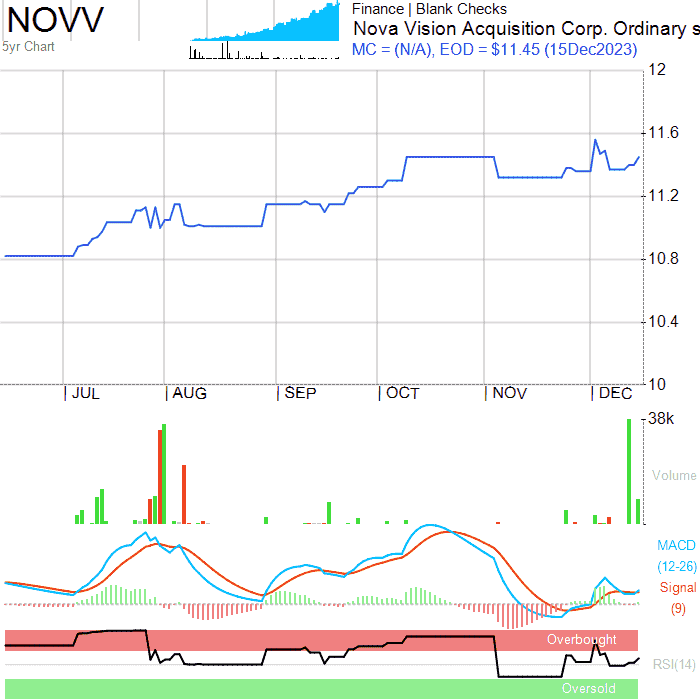 NOVV
5yr Chart
Finance | Blank Checks
Nova Vision Acquisition Corp. Ordinary s
MC = (N/A), EOD = $11.45 (15Dec2023)
12
11.6
11.2
10.8
10.4
10
| JUL | AUG | SEP | OCT | NOV | DEC
38k
Volume
MACD
(12-26)
Signal
(9)
Overbought
RSI(14)
Oversold